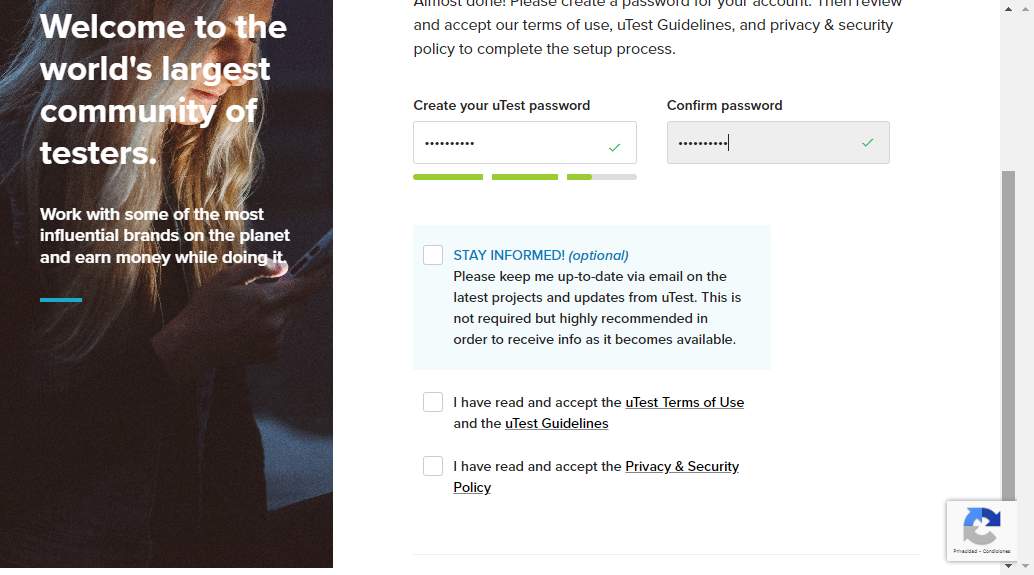 Welcome to the
world's largest
community of
testers.
Work with some of the most
influential brands on the planet
and earn money while doing it.
Almost done! Please create a password for your account. Then review
and accept our terms of use, uTest Guidelines, and privacy & security
policy to complete the setup process.
Create your uTest password
Confirm password
STAY INFORMED! (optional)
Please keep me up-to-date via email on the
latest projects and updates from uTest. This is
not required but highly recommended in
order to receive info as it becomes available.
I have read and accept the uTest Terms of Use
and the uTest Guidelines
I have read and accept the Privacy & Security
Policy
Privacidad - Condiciones